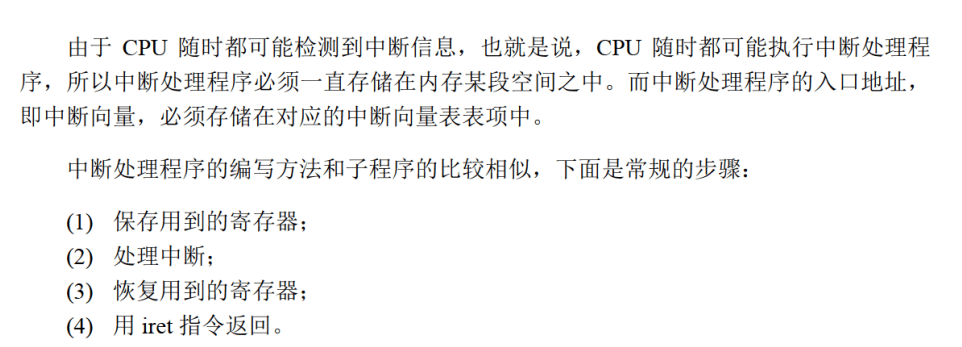 由于 CPU 随时都可能检测到中断信息，也就是说，CPU 随时都可能执行中断处理程
序，所以中断处理程序必须一直存储在内存某段空间之中。而中断处理程序的入口地址，
即中断向量，必须存储在对应的中断向量表表项中。
中断处理程序的编写方法和子程序的比较相似，下面是常规的步骤：
(1) 保存用到的寄存器；
(2) 处理中断；
(3) 恢复用到的寄存器；
(4) 用 iret 指令返回。